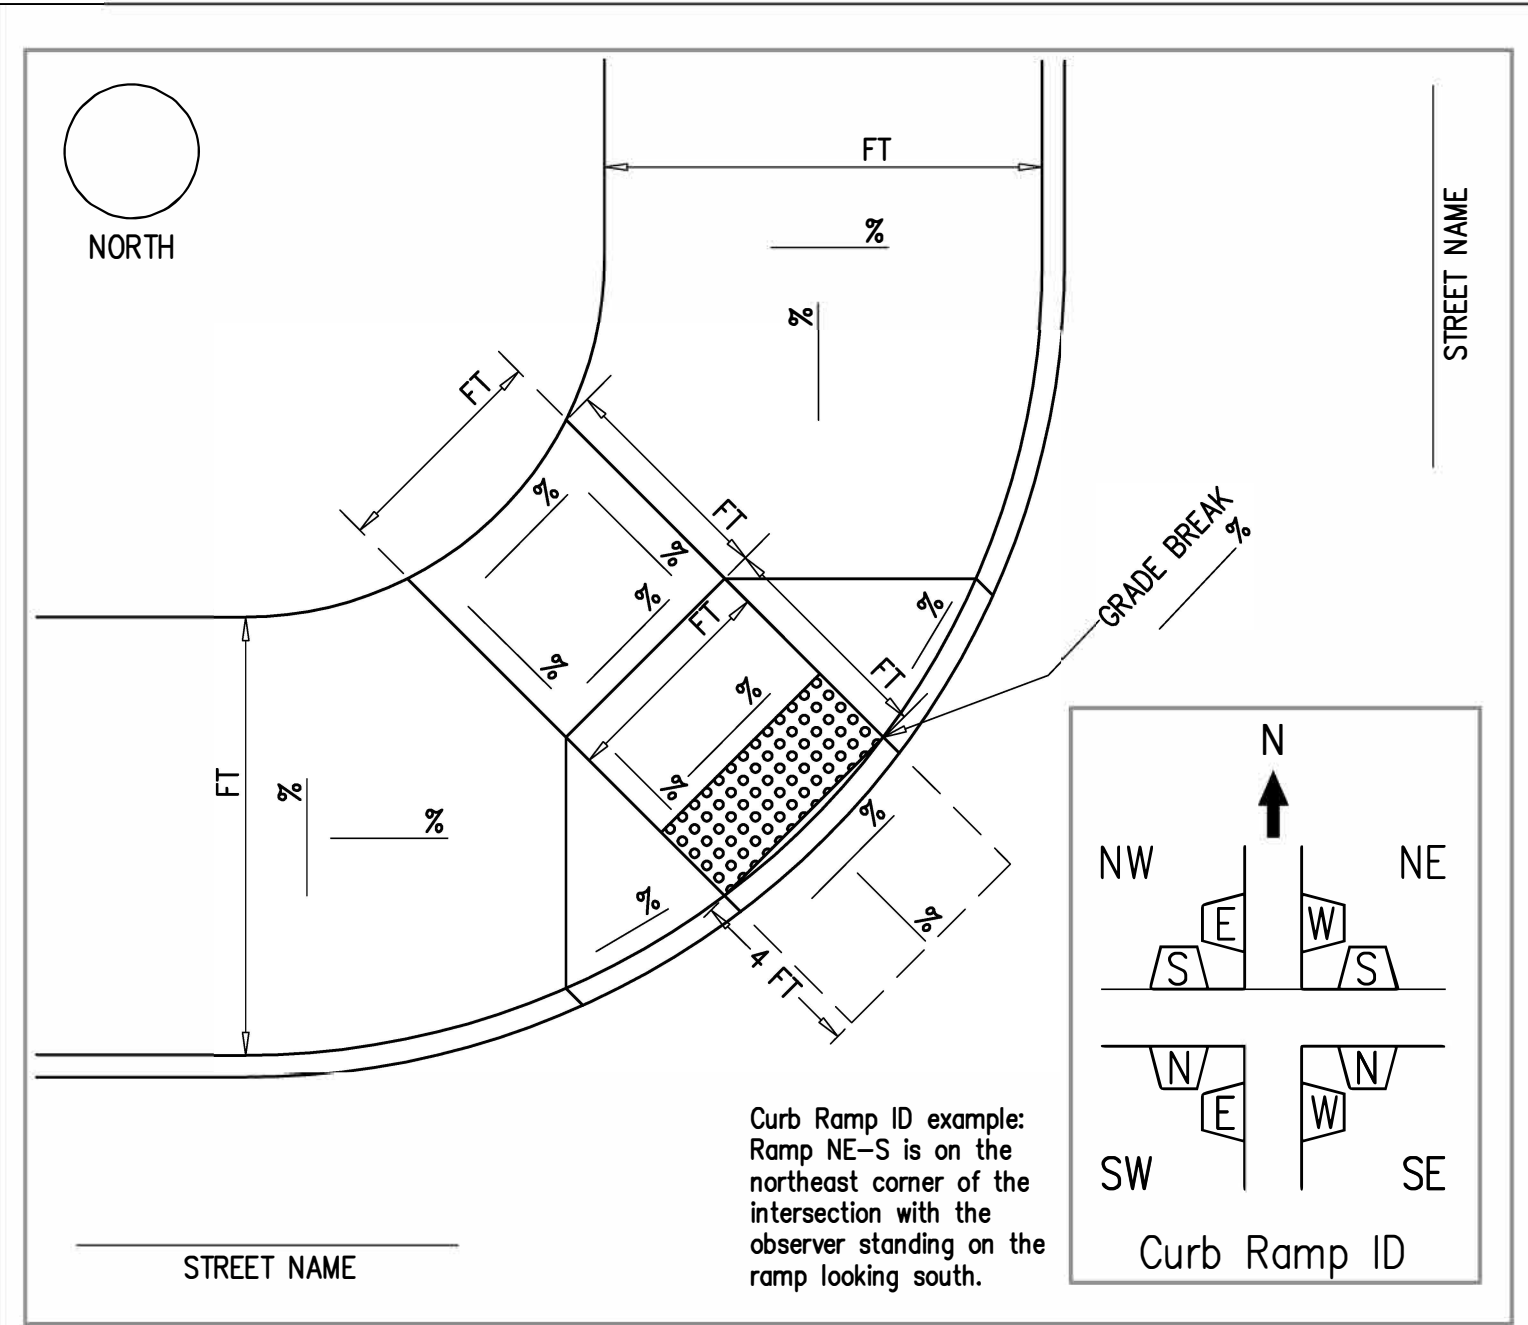 FT
%
%
NORTH
STREET NAME
FT
FT
%
%
%
GRADE BREAK
%
FT
%
%
FT
%
%
%
FT
%
%
%
%
%
4 FT
N
NW
NE
E
W
S
S
N
N
E
W
SW
SE
Curb Ramp ID
Curb Ramp ID example:
Ramp NE-S is on the
northeast corner of the
intersection with the
observer standing on the
ramp looking south.
STREET NAME